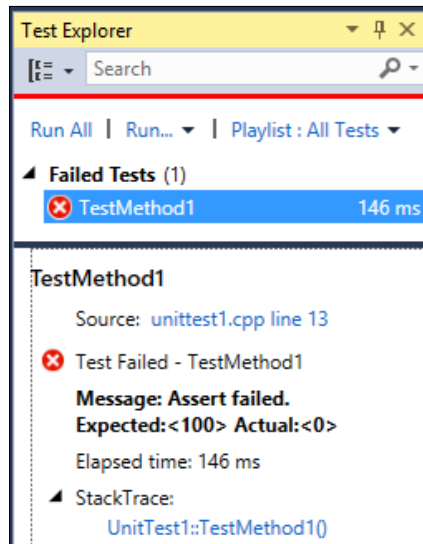 Test Explorer
Search
Run All | Run... | Playlist : All Tests
Failed Tests (1)
TestMethod1 146 ms
TestMethod1
Source: unittest1.cpp line 13
Test Failed - TestMethod1
Message: Assert failed.
Expected:<100> Actual:<0>
Elapsed time: 146 ms
StackTrace:
UnitTest1::TestMethod1()